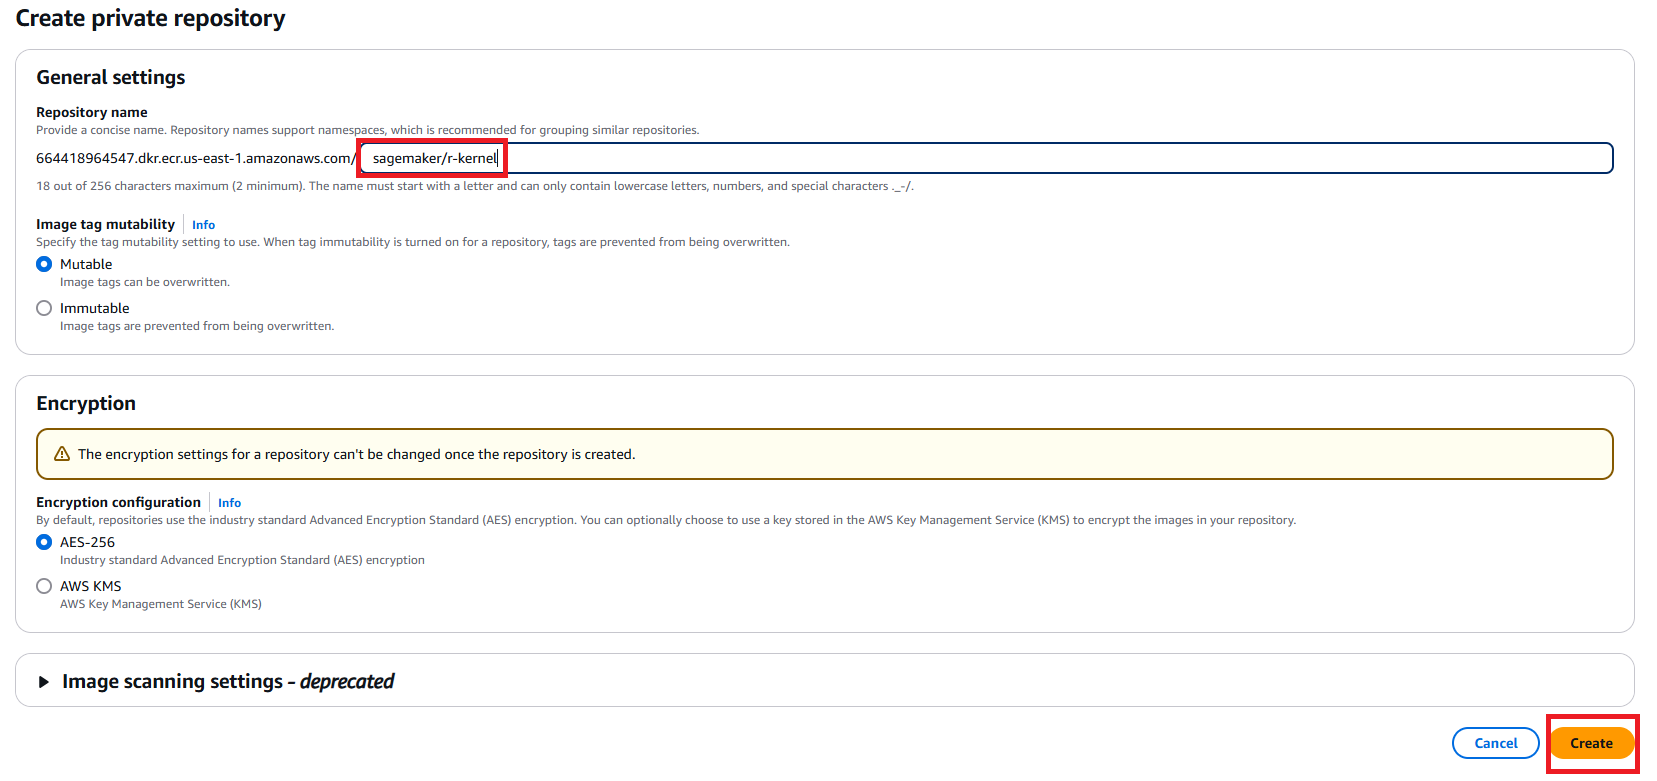 Create private repository
General settings
Repository name
Provide a concise name. Repository names support namespaces, which is recommended for grouping similar repositories.
664418964547.dkr.ecr.us-east-1.amazonaws.com/ sagemaker/r-kernel
18 out of 256 characters maximum (2 minimum). The name must start with a letter and can only contain lowercase letters, numbers, and special characters ._-/.
Image tag mutability Info
Specify the tag mutability setting to use. When tag immutability is turned on for a repository, tags are prevented from being overwritten.
Mutable
Image tags can be overwritten.
Immutable
Image tags are prevented from being overwritten.
Encryption
The encryption settings for a repository can't be changed once the repository is created.
Encryption configuration Info
By default, repositories use the industry standard Advanced Encryption Standard (AES) encryption. You can optionally choose to use a key stored in the AWS Key Management Service (KMS) to encrypt the images in your repository.
AES-256
Industry standard Advanced Encryption Standard (AES) encryption
AWS KMS
AWS Key Management Service (KMS)
Image scanning settings - deprecated
Cancel Create